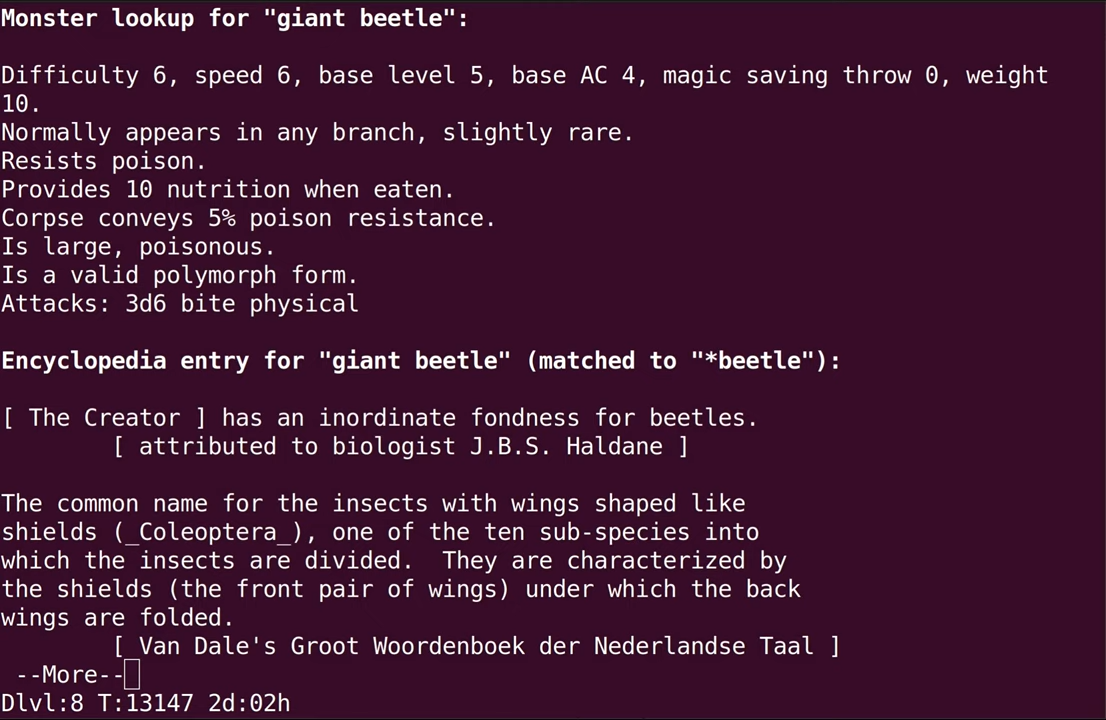 Monster lookup for "giant beetle":
Difficulty 6, speed 6, base level 5, base AC 4, magic saving throw 0, weight
10.
Normally appears in any branch, slightly rare.
Resists poison.
Provides 10 nutrition when eaten.
Corpse conveys 5% poison resistance.
Is large, poisonous.
Is a valid polymorph form.
Attacks: 3d6 bite physical
Encyclopedia entry for "giant beetle" (matched to "*beetle"):
[ The Creator ] has an inordinate fondness for beetles.
[ attributed to biologist J.B.S. Haldane ]
The common name for the insects with wings shaped like
shields (_Coleoptera_), one of the ten sub-species into
which the insects are divided.  They are characterized by
the shields (the front pair of wings) under which the back
wings are folded.
[ Van Dale's Groot Woordenboek der Nederlandse Taal ]
--More--
Dlvl:8 T:13147 2d:02h